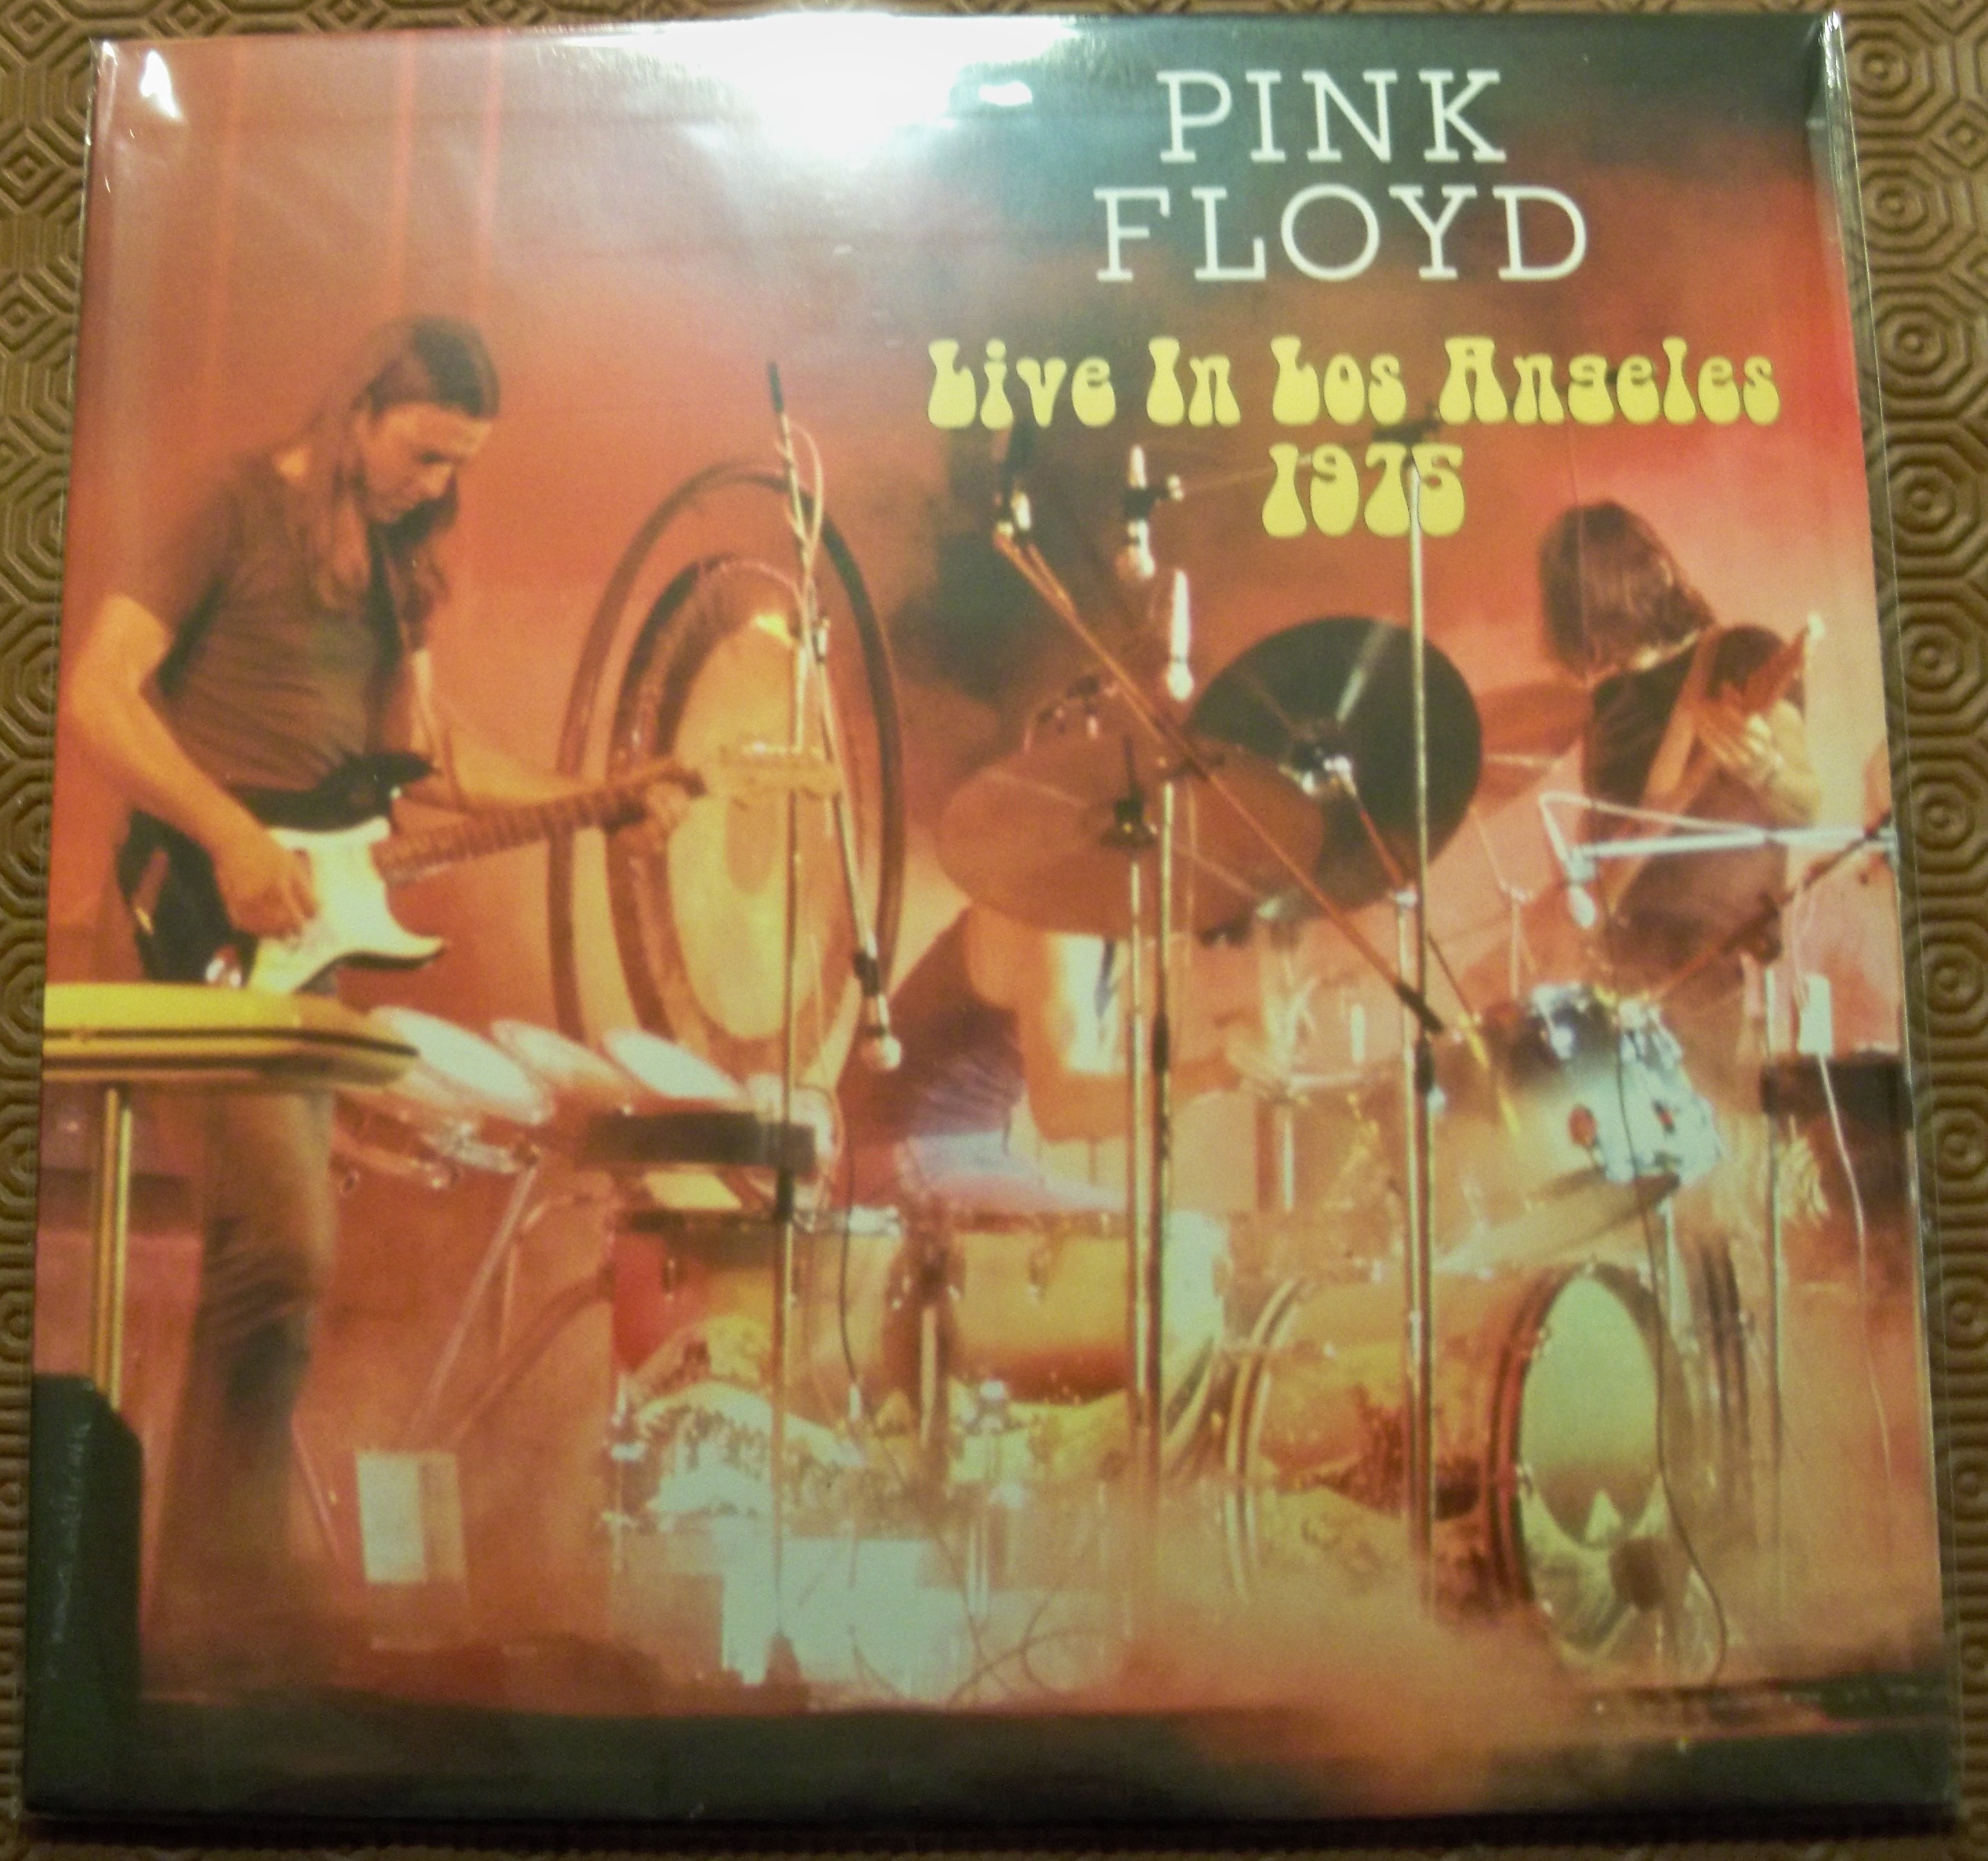 PINK
FLOYD
Live In Los Angeles
1975